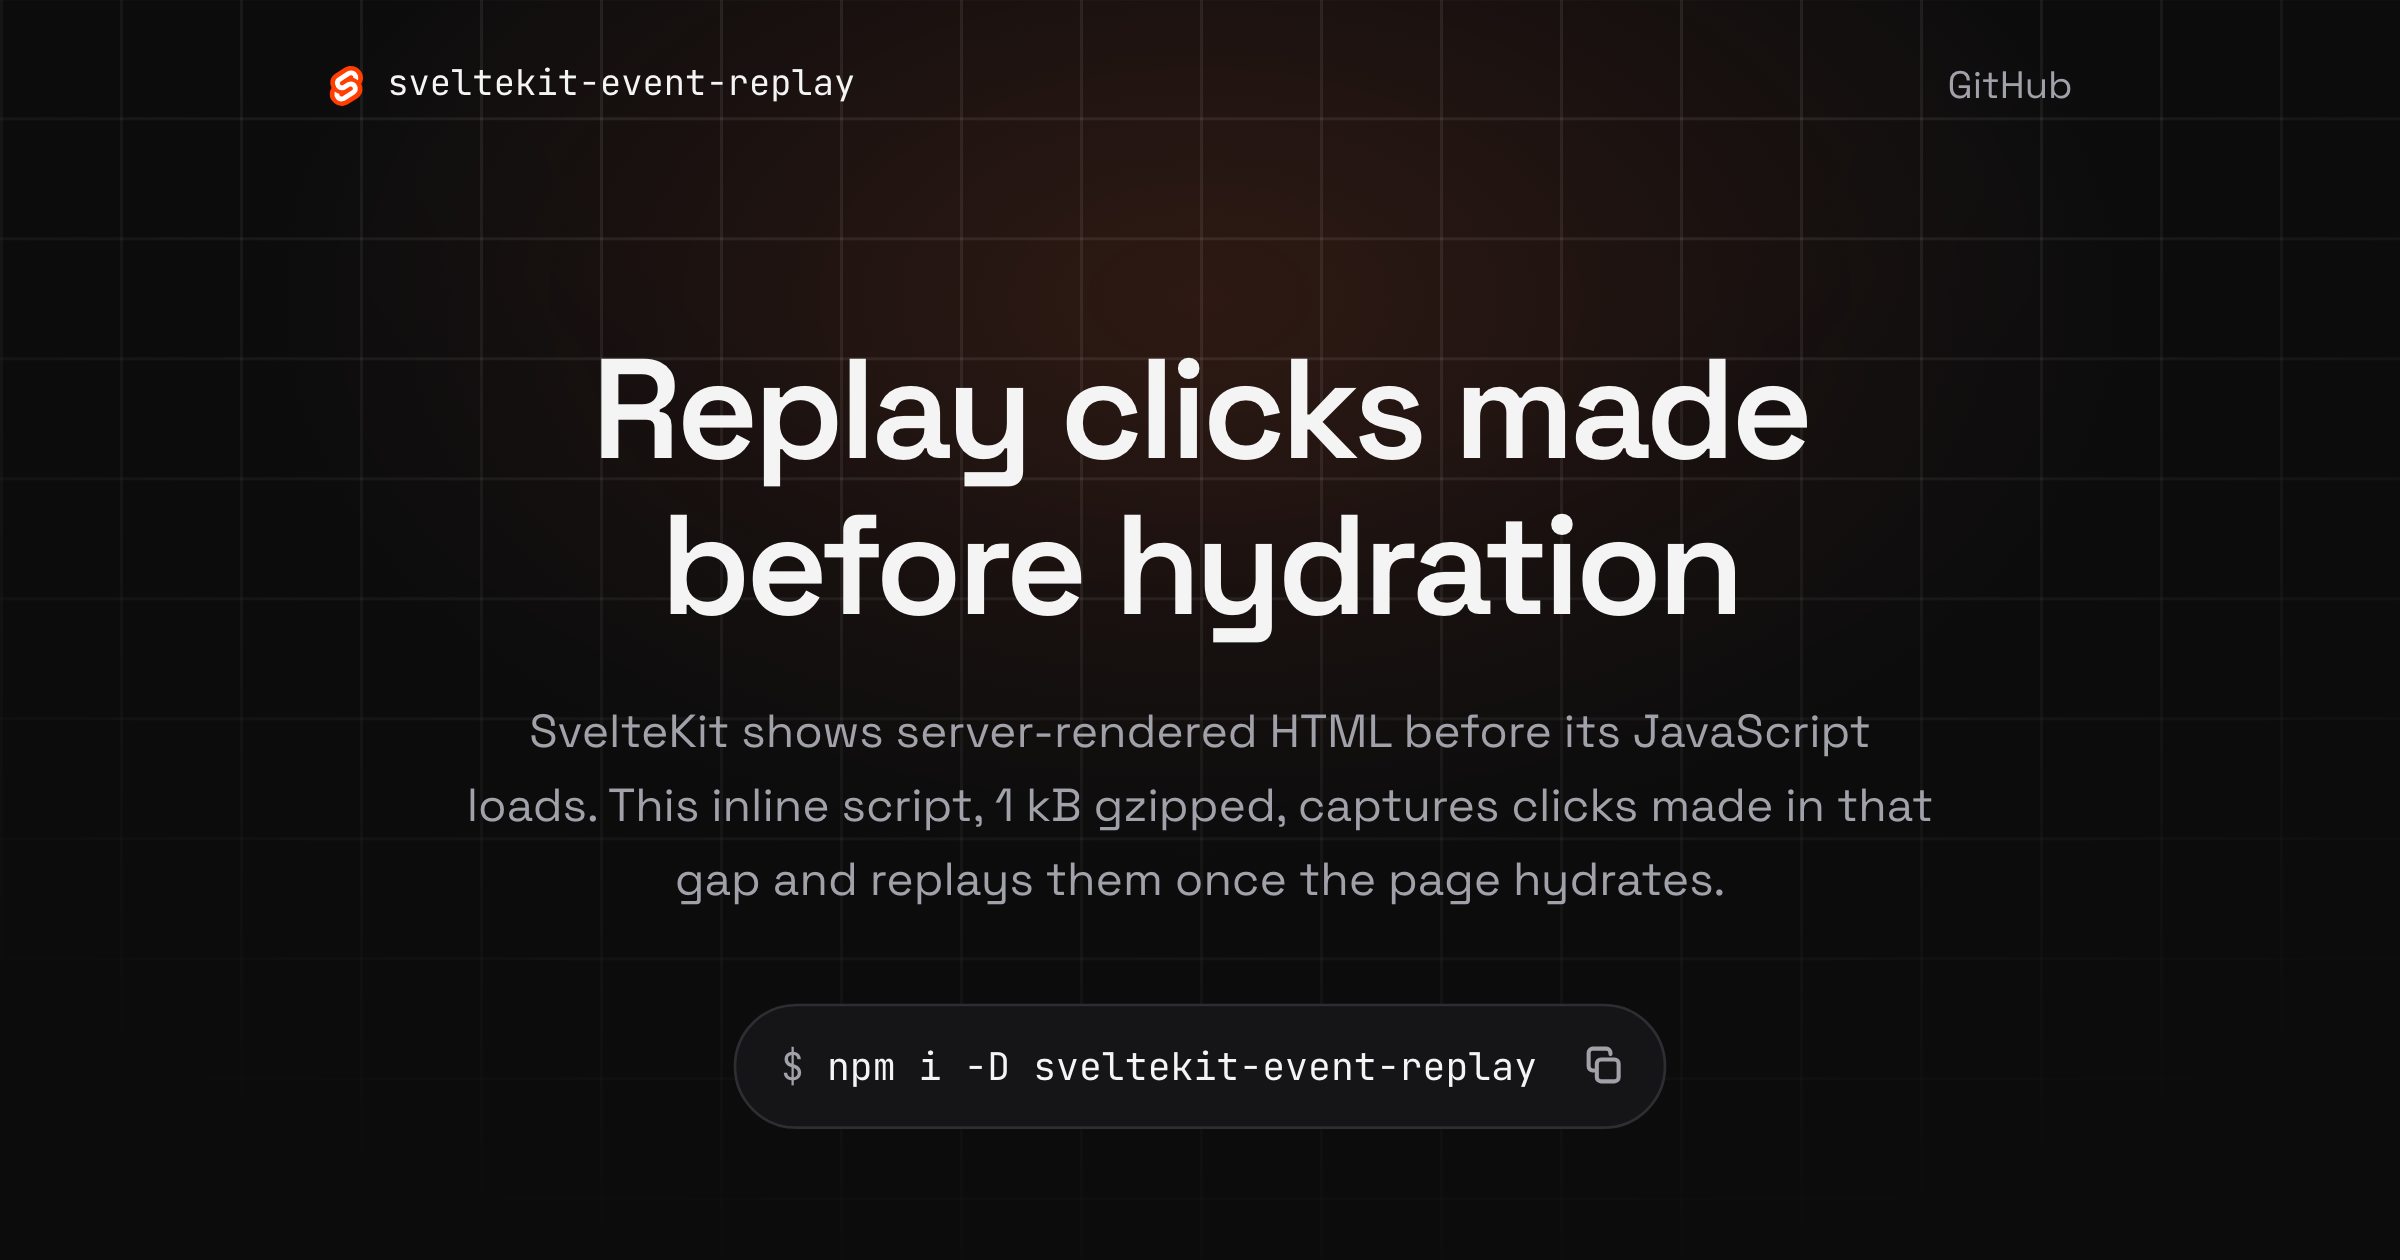 sveltekit-event-replay
GitHub
Replay clicks made
before hydration
SvelteKit shows server-rendered HTML before its JavaScript
loads. This inline script, 1 kB gzipped, captures clicks made in that
gap and replays them once the page hydrates.
$ npm i -D sveltekit-event-replay